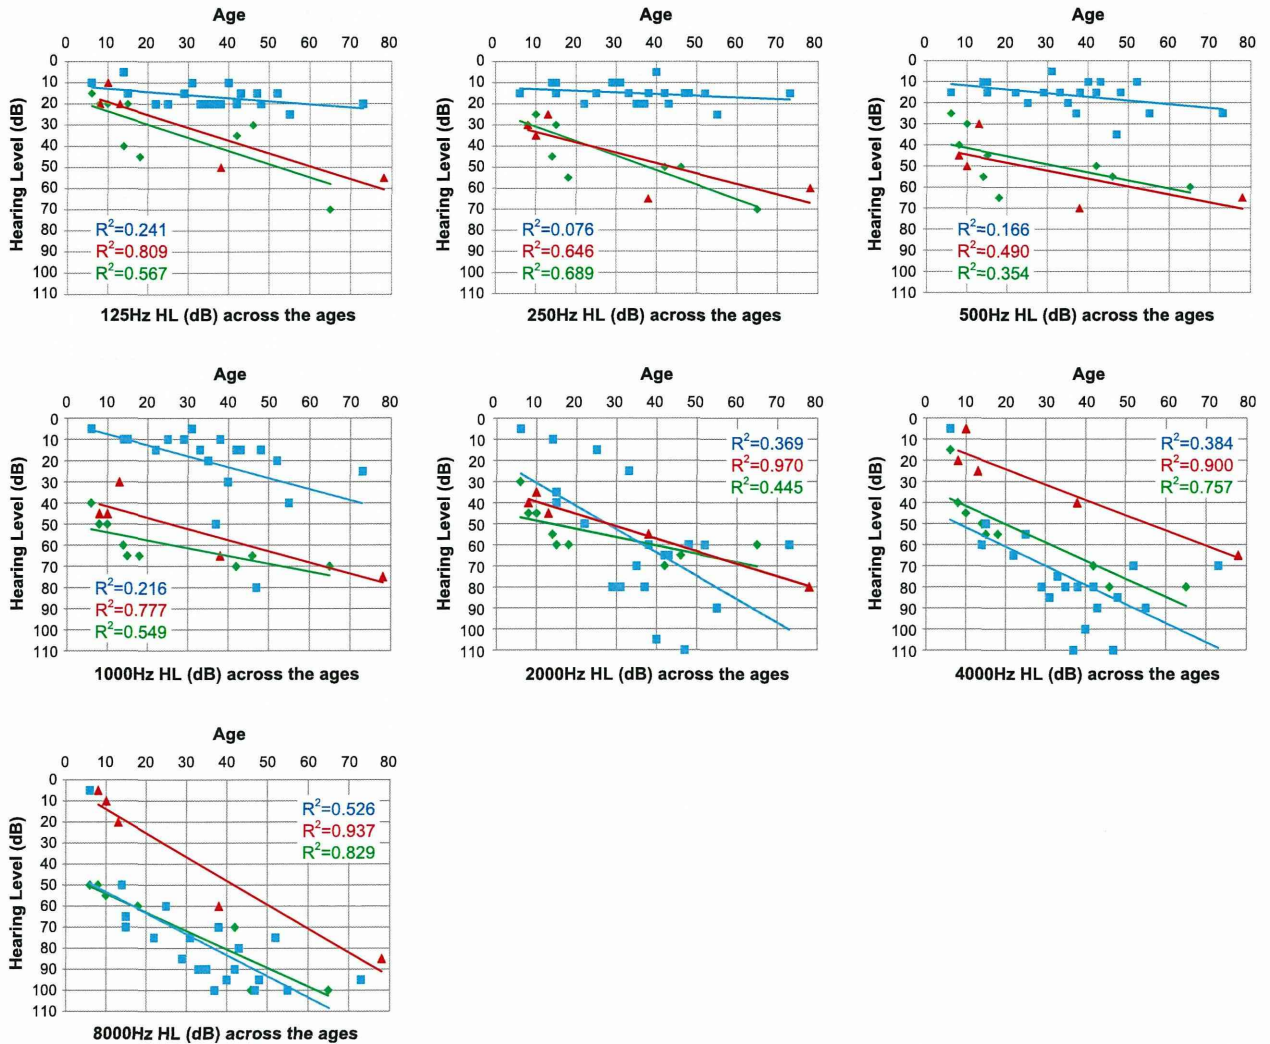 Age
0 10 20 30 40 50 60 70 80
0
10
20
30
40
50
60
70
80
90
100
110
Hearing Level (dB)
R²=0.241
R²=0.809
R²=0.567
125Hz HL (dB) across the ages
Age
0 10 20 30 40 50 60 70 80
0
10
20
30
40
50
60
70
80
90
100
110
Hearing Level (dB)
R²=0.076
R²=0.646
R²=0.689
250Hz HL (dB) across the ages
Age
0 10 20 30 40 50 60 70 80
0
10
20
30
40
50
60
70
80
90
100
110
Hearing Level (dB)
R²=0.166
R²=0.490
R²=0.354
500Hz HL (dB) across the ages
Age
0 10 20 30 40 50 60 70 80
0
10
20
30
40
50
60
70
80
90
100
110
Hearing Level (dB)
R²=0.216
R²=0.777
R²=0.549
1000Hz HL (dB) across the ages
Age
0 10 20 30 40 50 60 70 80
0
10
20
30
40
50
60
70
80
90
100
110
Hearing Level (dB)
R²=0.369
R²=0.970
R²=0.445
2000Hz HL (dB) across the ages
Age
0 10 20 30 40 50 60 70 80
0
10
20
30
40
50
60
70
80
90
100
110
Hearing Level (dB)
R²=0.384
R²=0.900
R²=0.757
4000Hz HL (dB) across the ages
Age
0 10 20 30 40 50 60 70 80
0
10
20
30
40
50
60
70
80
90
100
110
Hearing Level (dB)
R²=0.526
R²=0.937
R²=0.829
8000Hz HL (dB) across the ages